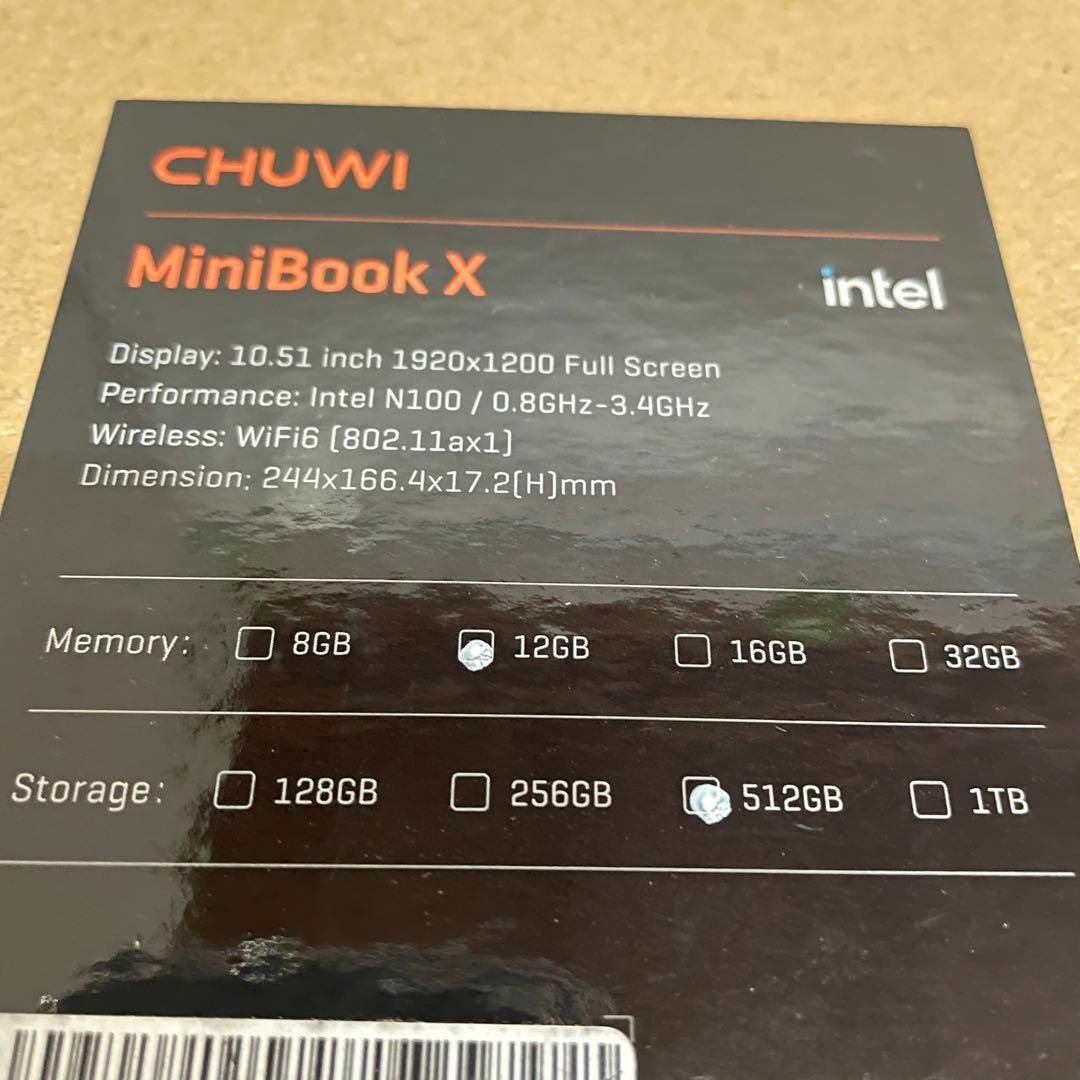 CHUWI
MiniBook X
intel
Display: 10.51 inch 1920x1200 Full Screen
Performance: Intel N100 / 0.8GHz-3.4GHz
Wireless: WiFi6 (802.11ax1)
Dimension: 244x166.4x17.2(H)mm
Memory: 8GB 12GB 16GB 32GB
Storage: 128GB 256GB 512GB 1TB